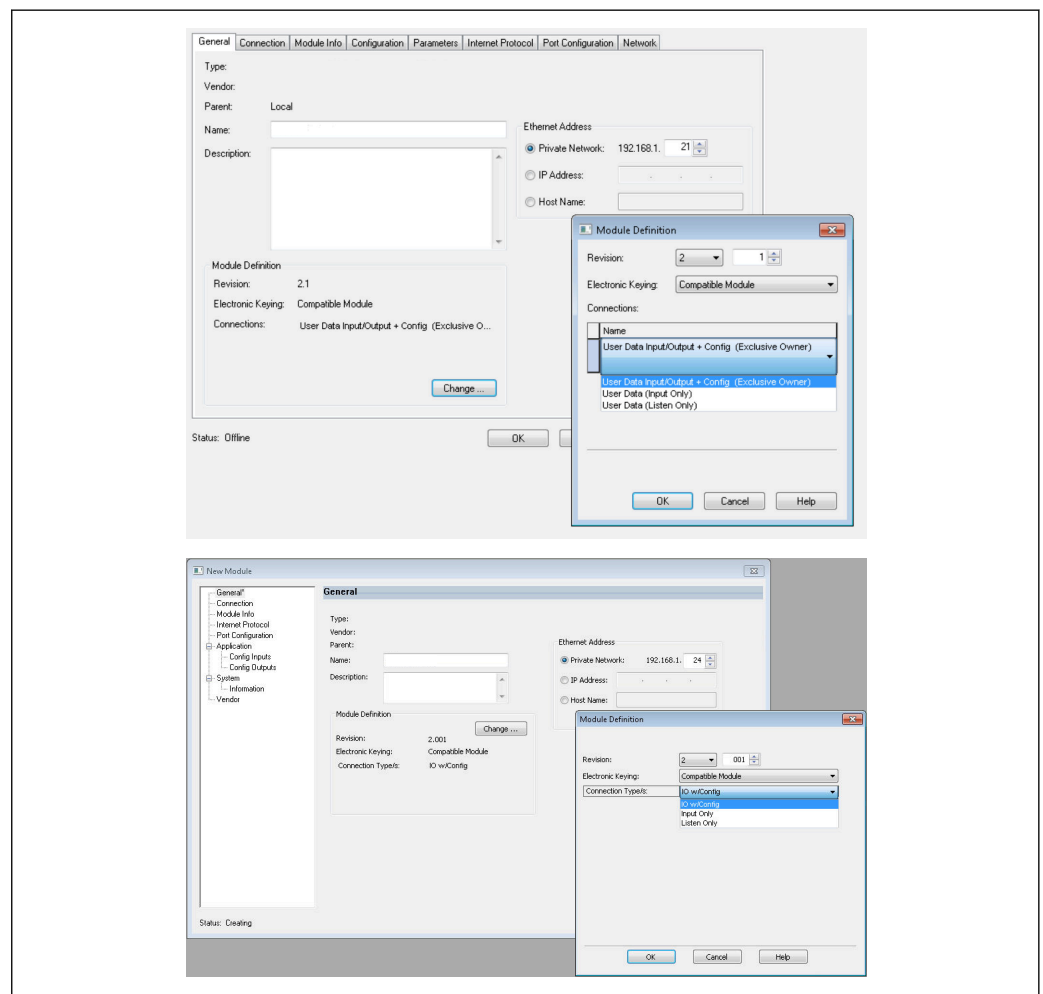 General Connection Module Info Configuration Parameters Internet Protocol Port Configuration Network
Type:
Vendor:
Parent: Local
Name:
Description:
Ethernet Address
Private Network: 192.168.1. 21
IP Address:
Host Name:
Module Definition
Revision: 2.1
Electronic Keying: Compatible Module
Connections: User Data Input/Output + Config (Exclusive O...
Change ...
Status: Offline
OK
Module Definition
Revision: 2 1
Electronic Keying: Compatible Module
Connections:
Name
User Data Input/Output + Config (Exclusive Owner)
User Data Input/Output + Config (Exclusive Owner)
User Data (Input Only)
User Data (Listen Only)
OK Cancel Help
New Module
General*
Connection
Module Info
Internet Protocol
Port Configuration
Application
Config Inputs
Config Outputs
System
Information
Vendor
General
Type:
Vendor:
Parent:
Name:
Description:
Ethernet Address
Private Network: 192.168.1. 24
IP Address:
Host Name:
Module Definition
Change ...
Revision: 2.001
Electronic Keying: Compatible Module
Connection Type/s: IO w/Config
Status: Creating
Module Definition
Revision: 2 001
Electronic Keying: Compatible Module
Connection Type/s: IO w/Config
IO w/Config
Input Only
Listen Only
OK Cancel Help